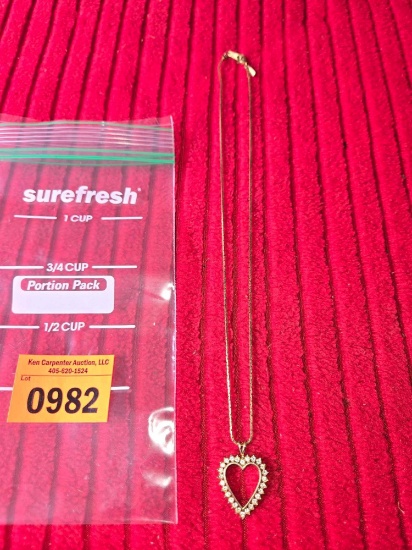 surefresh
1 CUP
3/4 CUP
Portion Pack
1/2 CUP
Ken Carpenter Auction, LLC
405-620-1524
Lot
0982